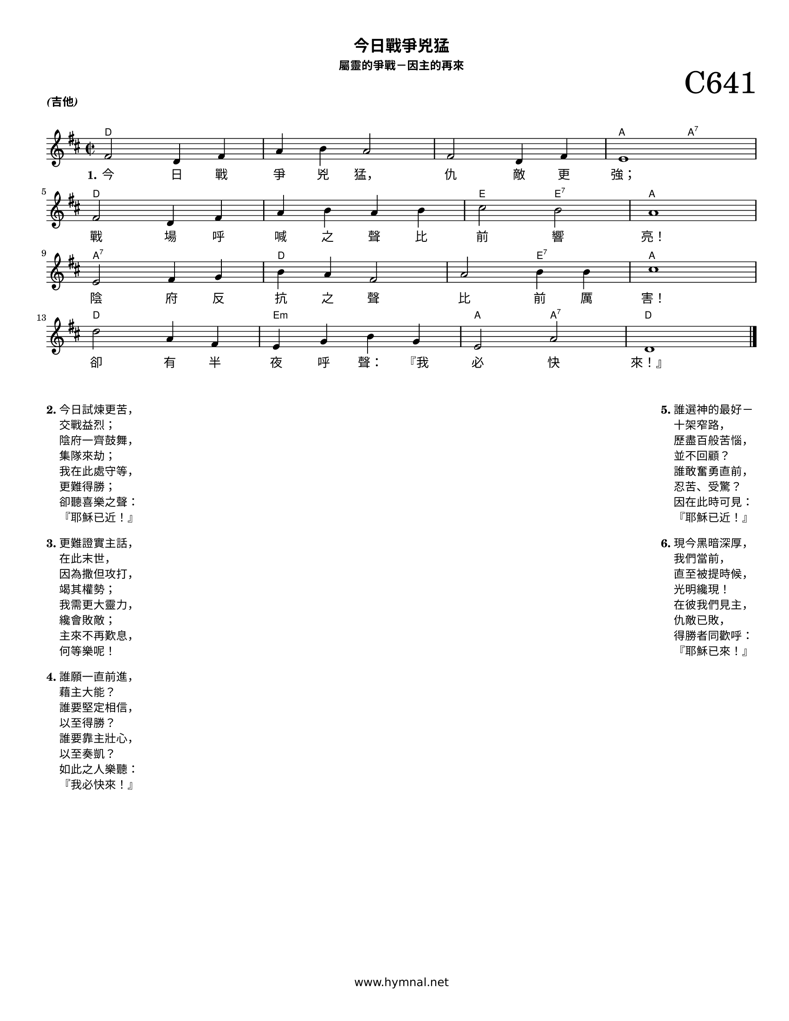 今日戰爭兇猛
屬靈的爭戰－因主的再來
C641
(吉他)
D A A7
1. 今 日 戰 爭 兇 猛， 仇 敵 更 強；
5 D E E7 A
戰 場 呼 喊 之 聲 比 前 響 亮！
9 A7 D E7 A
陰 府 反 抗 之 聲 比 前 厲 害！
13 D Em A A7 D
卻 有 半 夜 呼 聲： 『我 必 快 來！』
2. 今日試煉更苦，
交戰益烈；
陰府一齊鼓舞，
集隊來劫；
我在此處守等，
更難得勝；
卻聽喜樂之聲：
『耶穌已近！』
3. 更難證實主話，
在此末世，
因為撒但攻打，
竭其權勢；
我需更大靈力，
纔會敗敵；
主來不再歎息，
何等樂呢！
4. 誰願一直前進，
藉主大能？
誰要堅定相信，
以至得勝？
誰要靠主壯心，
以至奏凱？
如此之人樂聽：
『我必快來！』
5. 誰選神的最好－
十架窄路，
歷盡百般苦惱，
並不回顧？
誰敢奮勇直前，
忍苦、受驚？
因在此時可見：
『耶穌已近！』
6. 現今黑暗深厚，
我們當前，
直至被提時候，
光明纔現！
在彼我們見主，
仇敵已敗，
得勝者同歡呼：
『耶穌已來！』
www.hymnal.net